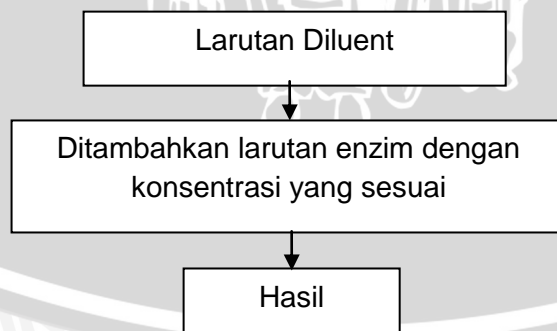 Larutan Diluent
Ditambahkan larutan enzim dengan
konsentrasi yang sesuai
Hasil